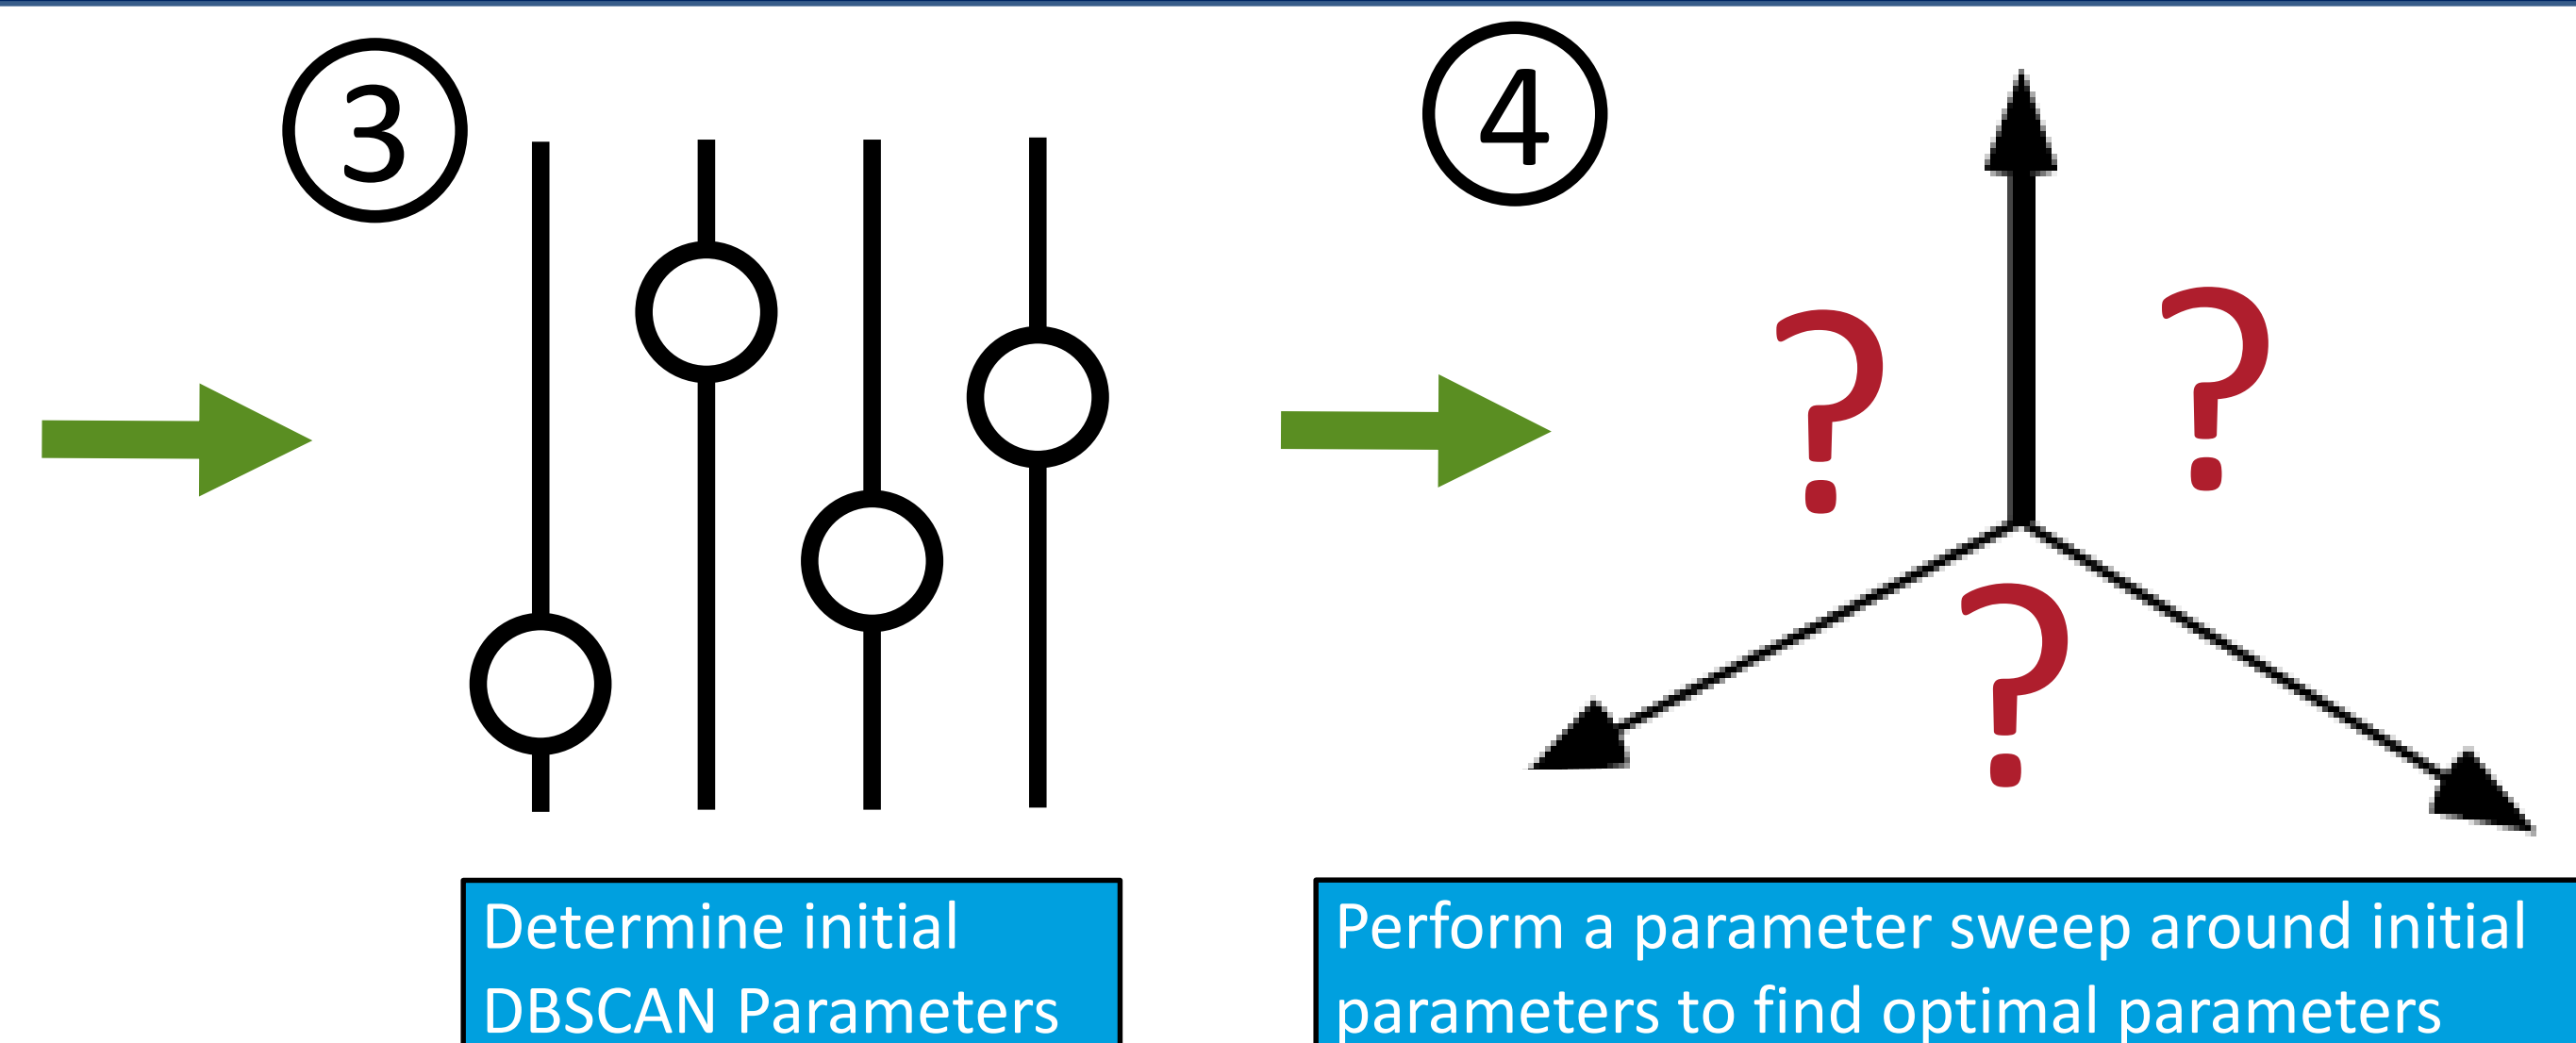 3
4
?
?
?
Determine initial
DBSCAN Parameters
Perform a parameter sweep around initial
parameters to find optimal parameters